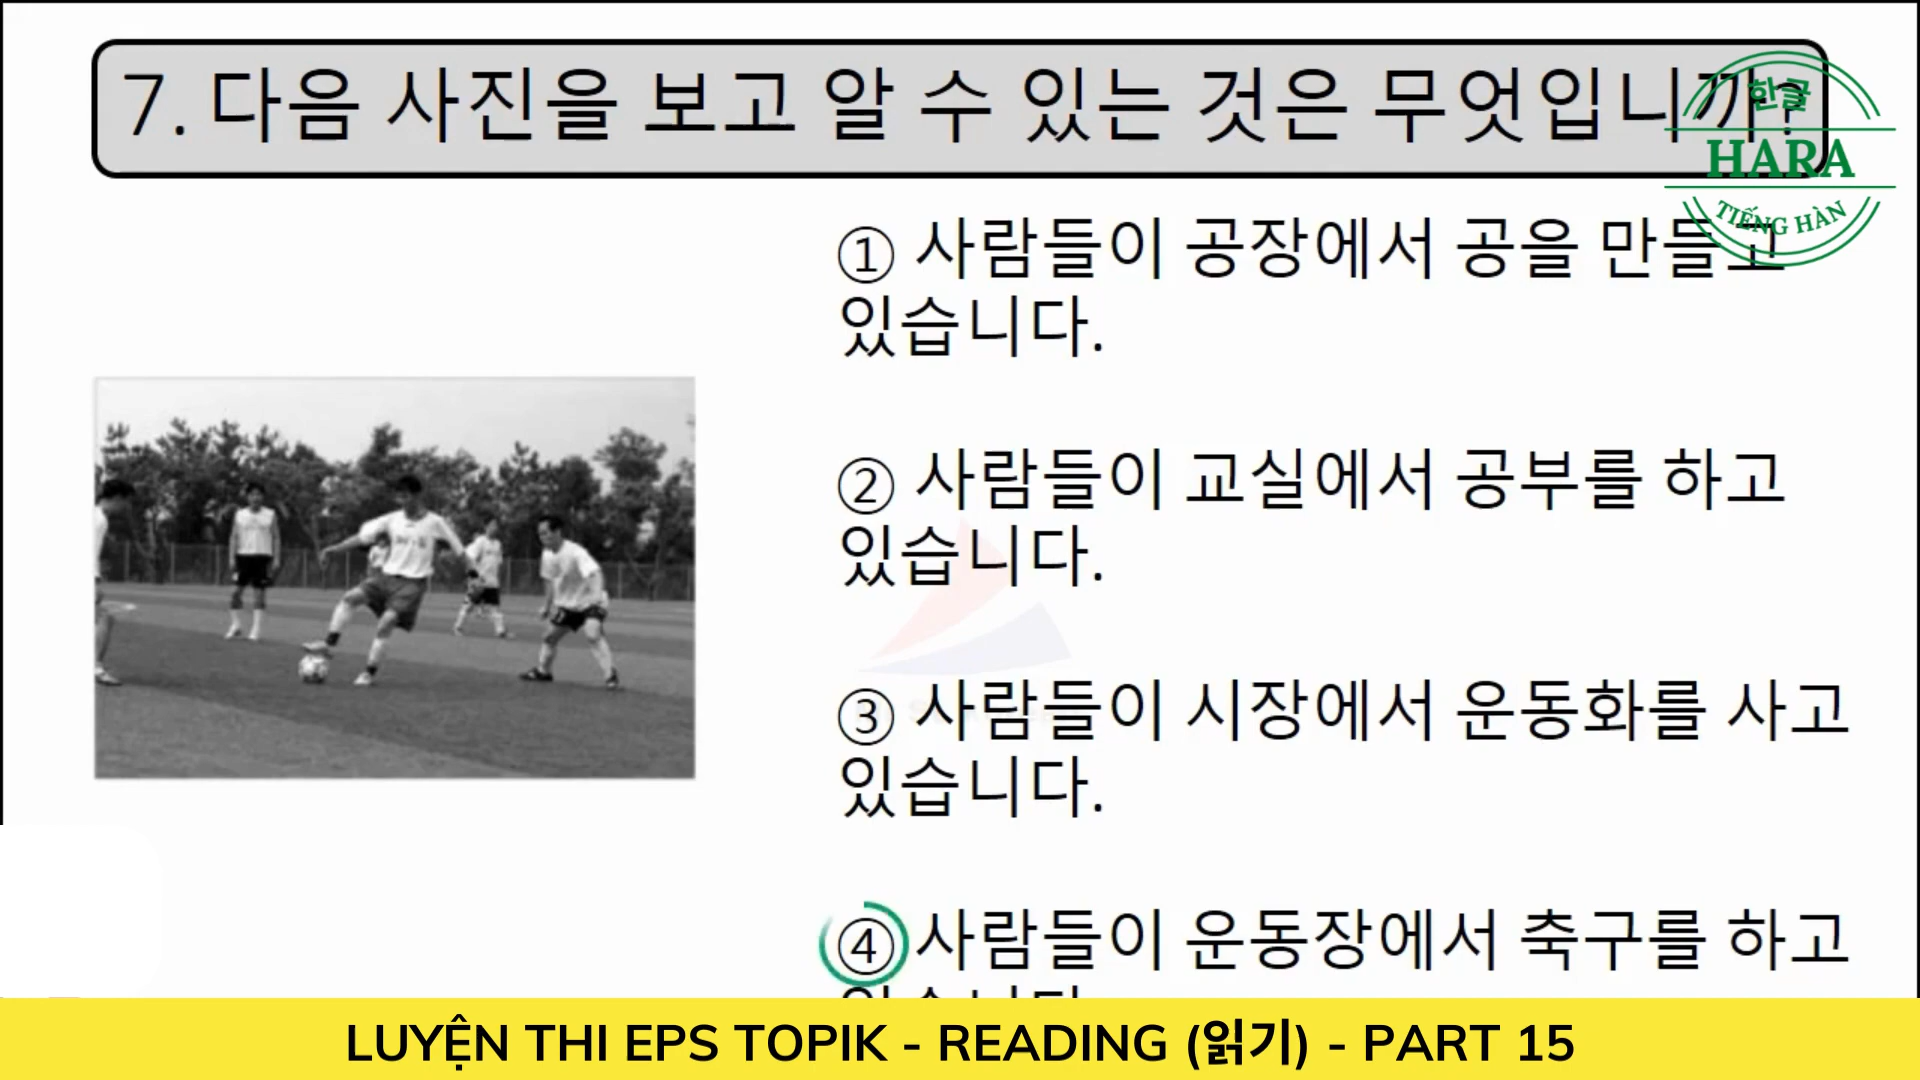 7. 다음 사진을 보고 알 수 있는 것은 무엇입니까?
한글
HARA
TIẾNG HÀN
① 사람들이 공장에서 공을 만들고
있습니다.
② 사람들이 교실에서 공부를 하고
있습니다.
③ 사람들이 시장에서 운동화를 사고
있습니다.
④ 사람들이 운동장에서 축구를 하고
LUYỆN THI EPS TOPIK - READING (읽기) - PART 15